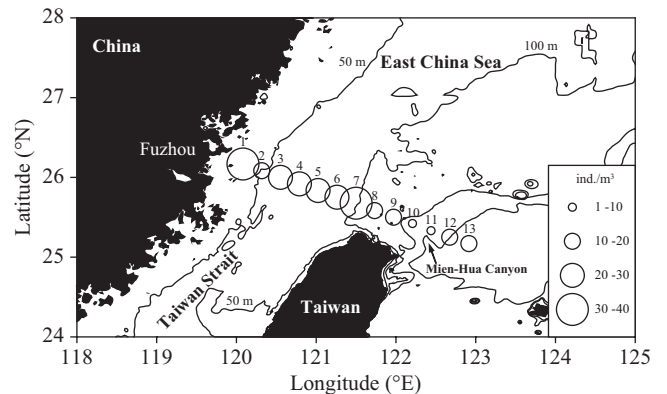 28
27
26
25
24
Latitude (°N)
China
Fuzhou
50 m
East China Sea
100 m
1
2
3
4
5
6
7
8
9
10
11
12
13
Mien-Hua Canyon
Taiwan Strait
50 m
Taiwan
ind./m³
1 -10
10 -20
20 -30
30 -40
118
119
120
121
122
123
124
125
Longitude (°E)